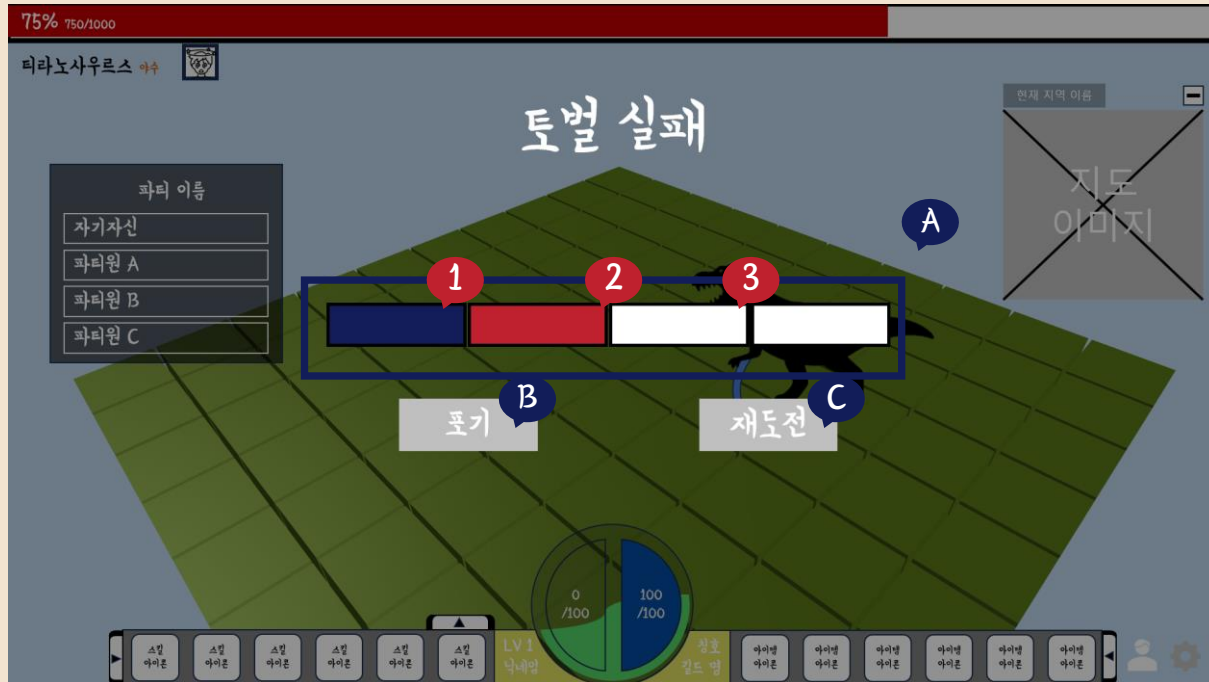 75% 750/1000
티라노사우르스 야수
토벌 실패
현재 지역 이름
지도
이미지
파티 이름
자기자신
파티원 A
파티원 B
파티원 C
A
1
2
3
B
C
포기
재도전
0
/100
100
/100
LV 1
닉네임
칭호
길드 명
스킬
아이콘
스킬
아이콘
스킬
아이콘
스킬
아이콘
스킬
아이콘
스킬
아이콘
아이템
아이콘
아이템
아이콘
아이템
아이콘
아이템
아이콘
아이템
아이콘
아이템
아이콘